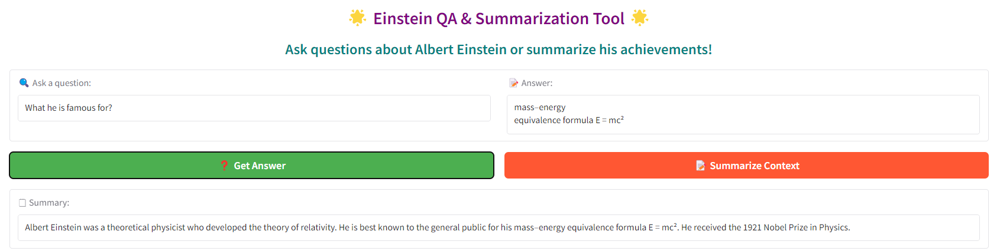 🌟 Einstein QA & Summarization Tool 🌟
Ask questions about Albert Einstein or summarize his achievements!
🔍 Ask a question:
What he is famous for?
📝 Answer:
mass–energy
equivalence formula E = mc²
❓ Get Answer
📝 Summarize Context
🗒️ Summary:
Albert Einstein was a theoretical physicist who developed the theory of relativity. He is best known to the general public for his mass–energy equivalence formula E = mc². He received the 1921 Nobel Prize in Physics.